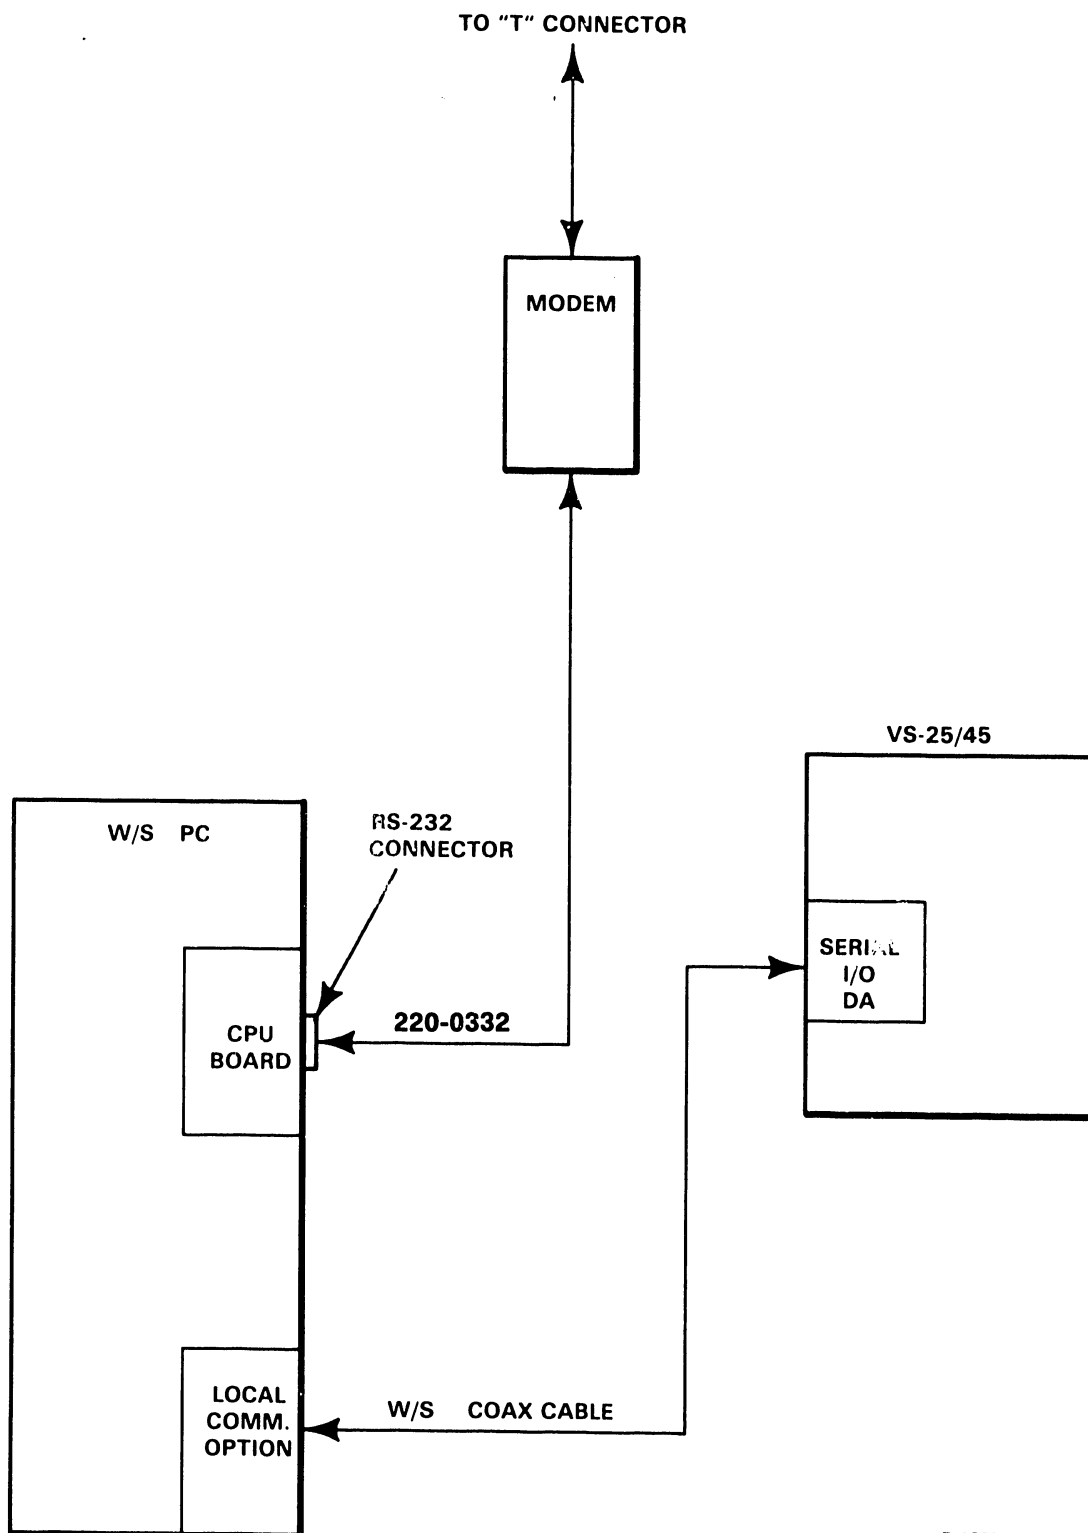 TO "T" CONNECTOR
MODEM
VS-25/45
W/S PC
RS-232
CONNECTOR
SERIAL
I/O
DA
220-0332
CPU
BOARD
LOCAL
COMM.
OPTION
W/S COAX CABLE